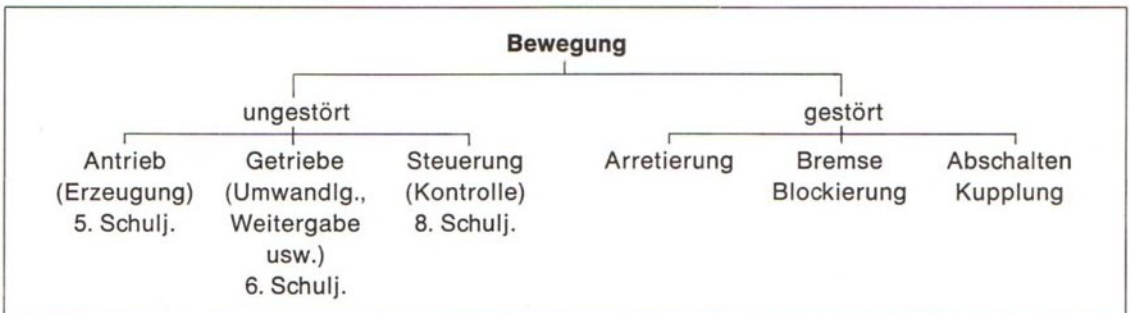 Bewegung
ungestört gestört
Antrieb Getriebe Steuerung Arretierung Bremse Abschalten
(Erzeugung) (Umwandlg., (Kontrolle) Blockierung Kupplung
5. Schulj. Weitergabe 8. Schulj.
usw.)
6. Schulj.